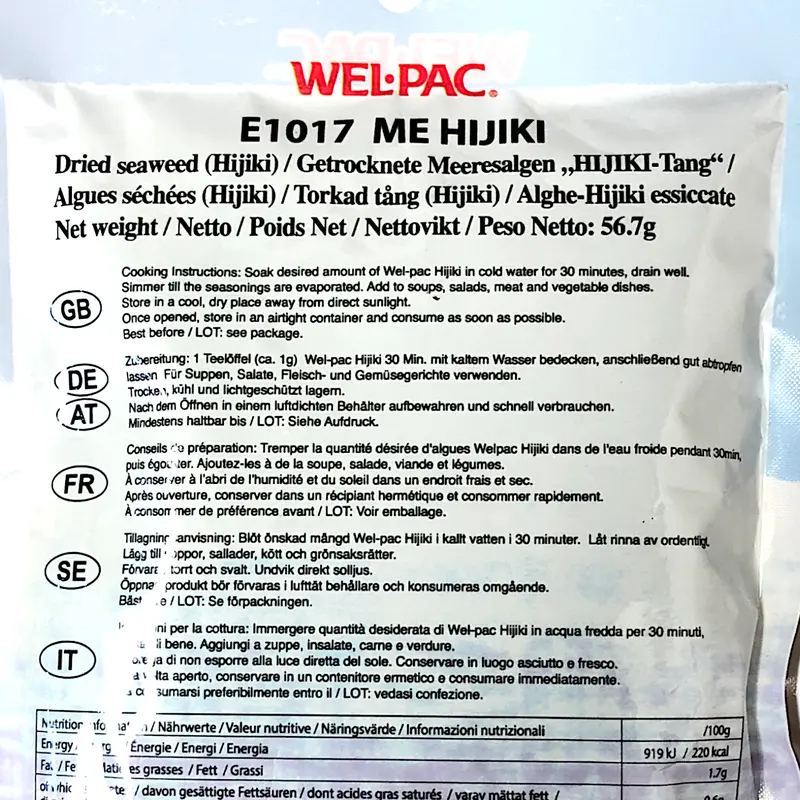 WEL·PAC.
E1017 ME HIJIKI
Dried seaweed (Hijiki) / Getrocknete Meeresalgen „HIJIKI-Tang“ /
Algues séchées (Hijiki) / Torkad tång (Hijiki) / Alghe-Hijiki essiccate
Net weight / Netto / Poids Net / Nettovikt / Peso Netto: 56.7g
GB
Cooking Instructions: Soak desired amount of Wel-pac Hijiki in cold water for 30 minutes, drain well.
Simmer till the seasonings are evaporated. Add to soups, salads, meat and vegetable dishes.
Store in a cool, dry place away from direct sunlight.
Once opened, store in an airtight container and consume as soon as possible.
Best before / LOT: see package.
DE
AT
Zubereitung: 1 Teelöffel (ca. 1g) Wel-pac Hijiki 30 Min. mit kaltem Wasser bedecken, anschließend gut abtropfen
lassen Für Suppen, Salate, Fleisch- und Gemüsegerichte verwenden.
Trocken, kühl und lichtgeschützt lagern.
Nach dem Öffnen in einem luftdichten Behälter aufbewahren und schnell verbrauchen.
Mindestens haltbar bis / LOT: Siehe Aufdruck.
FR
Conseils de préparation: Tremper la quantité désirée d'algues Welpac Hijiki dans de l'eau froide pendant 30min,
puis égouter. Ajoutez-les à de la soupe, salade, viande et légumes.
À conserver à l'abri de l'humidité et du soleil dans un endroit frais et sec.
Après ouverture, conserver dans un récipiant hermétique et consommer rapidement.
À consommer de préférence avant / LOT: Voir emballage.
SE
Tillagning anvisning: Blöt önskad mängd Wel-pac Hijiki i kallt vatten i 30 minuter. Låt rinna av ordentligt.
Lägg till soppor, sallader, kött och grönsaksrätter.
Förvara torrt och svalt. Undvik direkt solljus.
Öppnat produkt bör förvaras i lufttät behållare och konsumeras omgående.
Bäst / LOT: Se förpackningen.
IT
per la cottura: Immergere quantità desiderata di Wel-pac Hijiki in acqua fredda per 30 minuti,
bene. Aggiungi a zuppe, insalate, carne e verdure.
di non esporre alla luce diretta del sole. Conservare in luogo asciutto e fresco.
aperto, conservare in un contenitore ermetico e consumare immediatamente.
preferibilmente entro il / LOT: vedasi confezione.
Nutrition / Nährwerte / Valeur nutritive / Näringsvärde / Informazioni nutrizionali /100g
Energy / Énergie / Energi / Energia 919 kJ / 220 kcal
Matières grasses / Fett / Grassi 1.7g
/ davon gesättigte Fettsäuren / dont acides gras saturés / varav mättat fett /